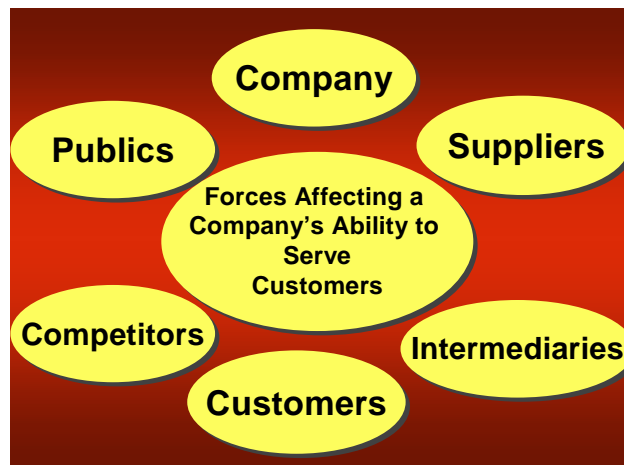 Company
Publics
Suppliers
Forces Affecting a
Company's Ability to
Serve
Customers
Competitors
Intermediaries
Customers